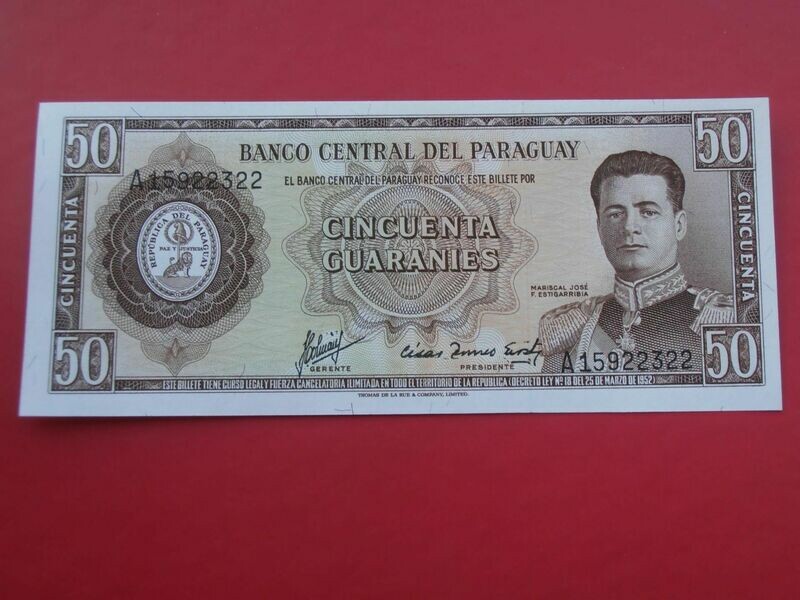 50
50
BANCO CENTRAL DEL PARAGUAY
A15922322
EL BANCO CENTRAL DEL PARAGUAY RECONOCE ESTE BILLETE POR
CINCUENTA
CINCUENTA
REPÚBLICA DEL PARAGUAY
PAZ Y JUSTICIA
CINCUENTA
GUARANIES
MARISCAL JOSÉ
F. ESTIGARRIBIA
GERENTE
PRESIDENTE
A15922322
50
50
ESTE BILLETE TIENE CURSO LEGAL Y FUERZA CANCELATORIA ILIMITADA EN TODO EL TERRITORIO DE LA REPUBLICA (DECRETO LEY Nº 18 DEL 25 DE MARZO DE 1952)
THOMAS DE LA RUE & COMPANY, LIMITED.